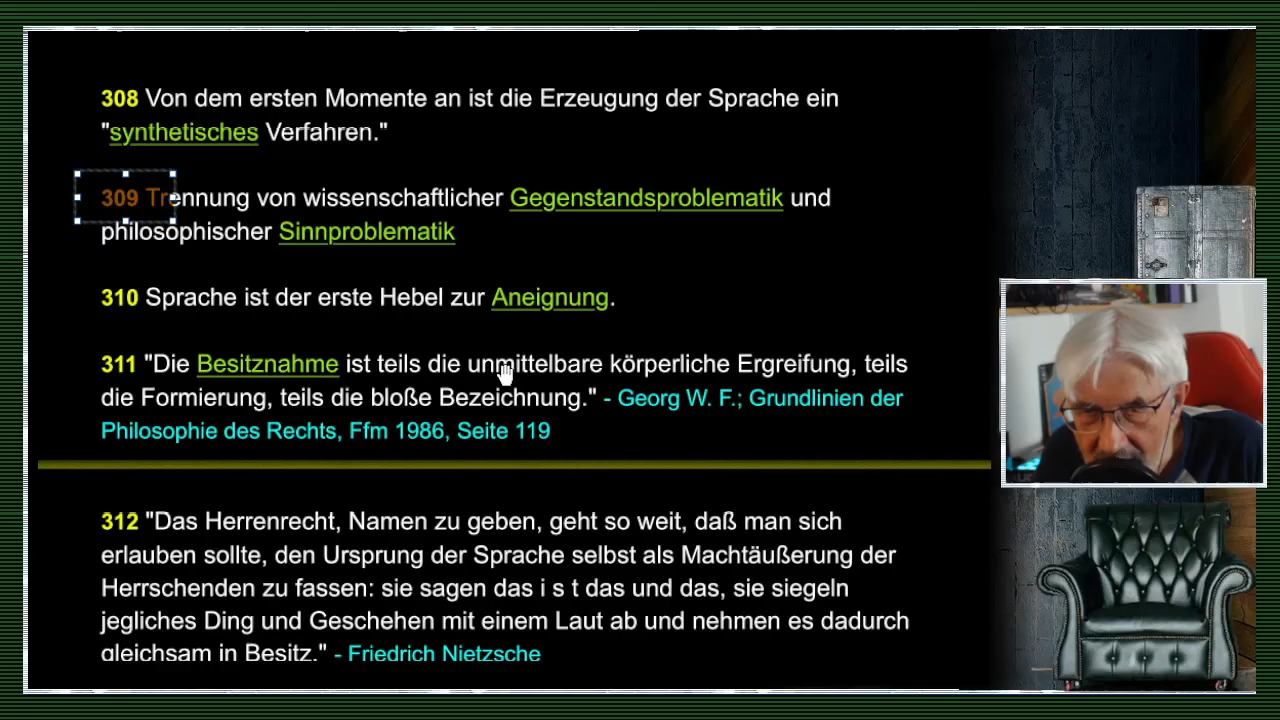 308 Von dem ersten Momente an ist die Erzeugung der Sprache ein
"synthetisches Verfahren."
309 Trennung von wissenschaftlicher Gegenstandsproblematik und
philosophischer Sinnproblematik
310 Sprache ist der erste Hebel zur Aneignung.
311 "Die Besitznahme ist teils die unmittelbare körperliche Ergreifung, teils
die Formierung, teils die bloße Bezeichnung." - Georg W. F.; Grundlinien der
Philosophie des Rechts, Ffm 1986, Seite 119
312 "Das Herrenrecht, Namen zu geben, geht so weit, daß man sich
erlauben sollte, den Ursprung der Sprache selbst als Machtäußerung der
Herrschenden zu fassen: sie sagen das i s t das und das, sie siegeln
jegliches Ding und Geschehen mit einem Laut ab und nehmen es dadurch
gleichsam in Besitz." - Friedrich Nietzsche